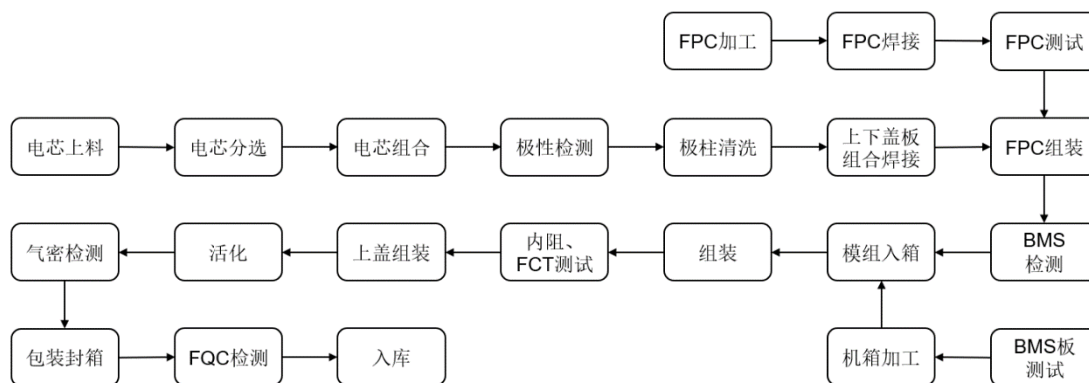 FPC加工
FPC焊接
FPC测试
电芯上料
电芯分选
电芯组合
极性检测
极柱清洗
上下盖板
组合焊接
FPC组装
气密检测
活化
上盖组装
内阻、
FCT测试
组装
模组入箱
BMS
检测
包装封箱
FQC检测
入库
机箱加工
BMS板
测试